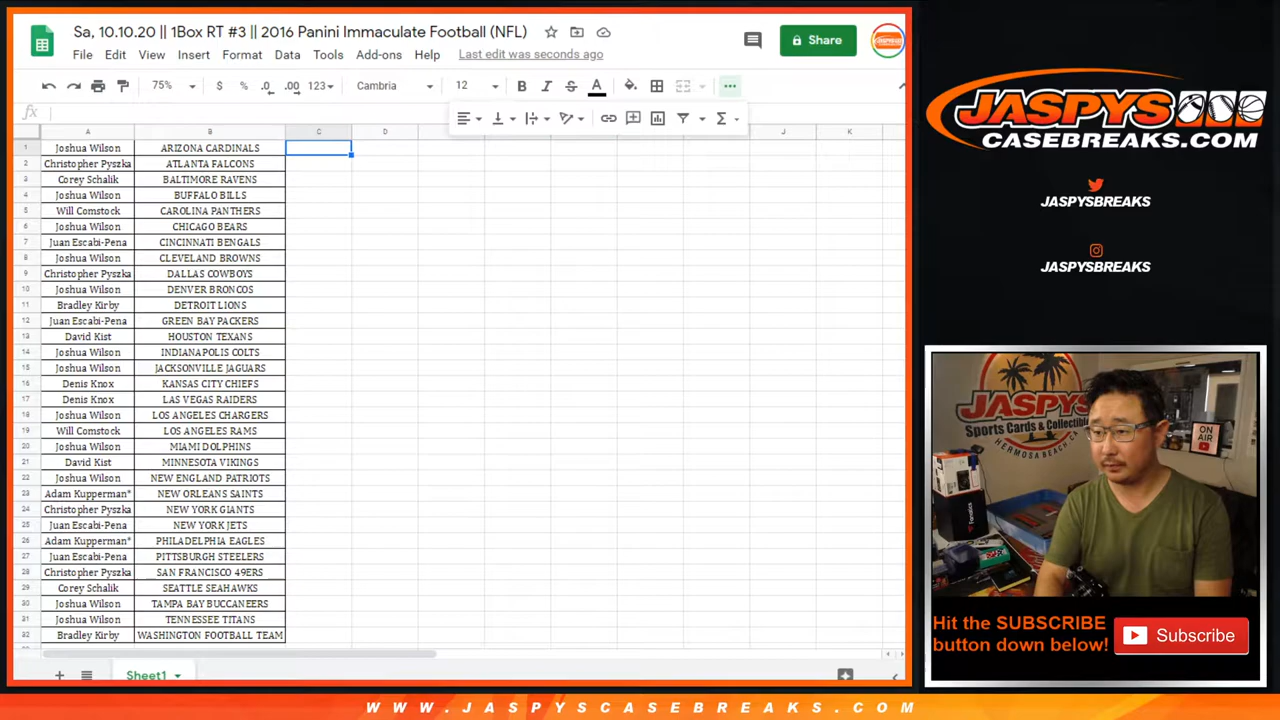 Sa, 10.10.20 || 1Box RT #3 || 2016 Panini Immaculate Football (NFL)
File Edit View Insert Format Data Tools Add-ons Help Last edit was seconds ago
Share
75% $ % .0 .00 123 Cambria 12 B I S A
fx
A B C D J K
1 Joshua Wilson ARIZONA CARDINALS
2 Christopher Pyszka ATLANTA FALCONS
3 Corey Schalik BALTIMORE RAVENS
4 Joshua Wilson BUFFALO BILLS
5 Will Comstock CAROLINA PANTHERS
6 Joshua Wilson CHICAGO BEARS
7 Juan Escabi-Pena CINCINNATI BENGALS
8 Joshua Wilson CLEVELAND BROWNS
9 Christopher Pyszka DALLAS COWBOYS
10 Joshua Wilson DENVER BRONCOS
11 Bradley Kirby DETROIT LIONS
12 Juan Escabi-Pena GREEN BAY PACKERS
13 David Kist HOUSTON TEXANS
14 Joshua Wilson INDIANAPOLIS COLTS
15 Joshua Wilson JACKSONVILLE JAGUARS
16 Denis Knox KANSAS CITY CHIEFS
17 Denis Knox LAS VEGAS RAIDERS
18 Joshua Wilson LOS ANGELES CHARGERS
19 Will Comstock LOS ANGELES RAMS
20 Joshua Wilson MIAMI DOLPHINS
21 David Kist MINNESOTA VIKINGS
22 Joshua Wilson NEW ENGLAND PATRIOTS
23 Adam Kupperman* NEW ORLEANS SAINTS
24 Christopher Pyszka NEW YORK GIANTS
25 Juan Escabi-Pena NEW YORK JETS
26 Adam Kupperman* PHILADELPHIA EAGLES
27 Juan Escabi-Pena PITTSBURGH STEELERS
28 Christopher Pyszka SAN FRANCISCO 49ERS
29 Corey Schalik SEATTLE SEAHAWKS
30 Joshua Wilson TAMPA BAY BUCCANEERS
31 Joshua Wilson TENNESSEE TITANS
32 Bradley Kirby WASHINGTON FOOTBALL TEAM
Sheet1
JASPYS
CASEBREAKS.COM
JASPYSBREAKS
JASPYSBREAKS
JASPYS
Sports Cards & Collectibles
HERMOSA BEACH, CA
ON AIR
Fanatics
Hit the SUBSCRIBE
button down below!
Subscribe
WWW.JASPYSCASEBREAKS.COM